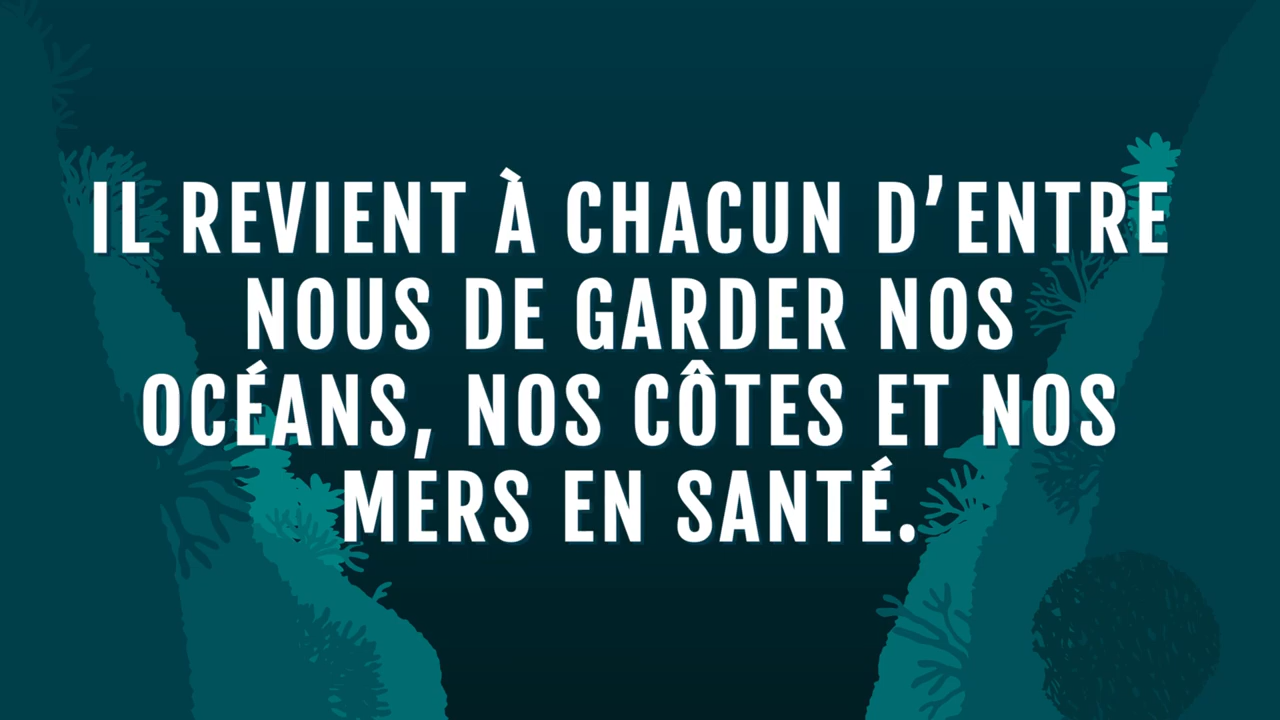 IL REVIENT À CHACUN D’ENTRE
NOUS DE GARDER NOS
OCÉANS, NOS CÔTES ET NOS
MERS EN SANTÉ.